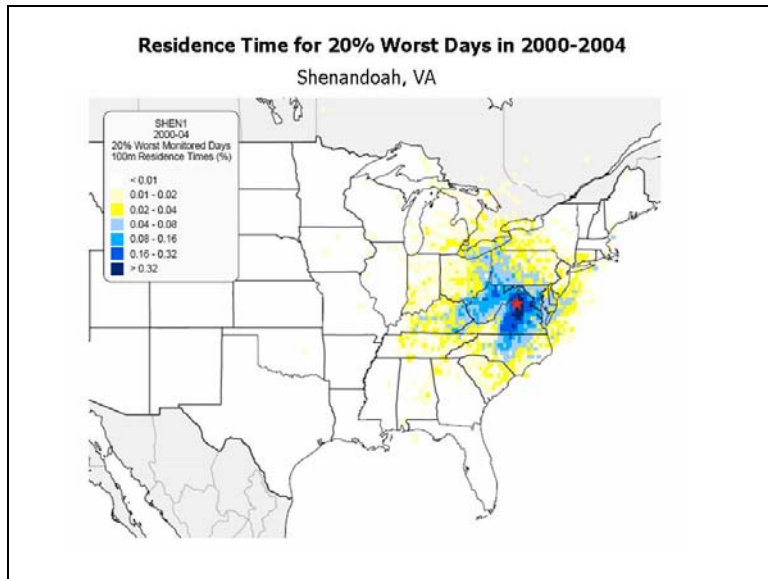 Residence Time for 20% Worst Days in 2000-2004
Shenandoah, VA
SHEN1
2000-04
20% Worst Monitored Days
100m Residence Times (%)
< 0.01
0.01 - 0.02
0.02 - 0.04
0.04 - 0.08
0.08 - 0.16
0.16 - 0.32
> 0.32